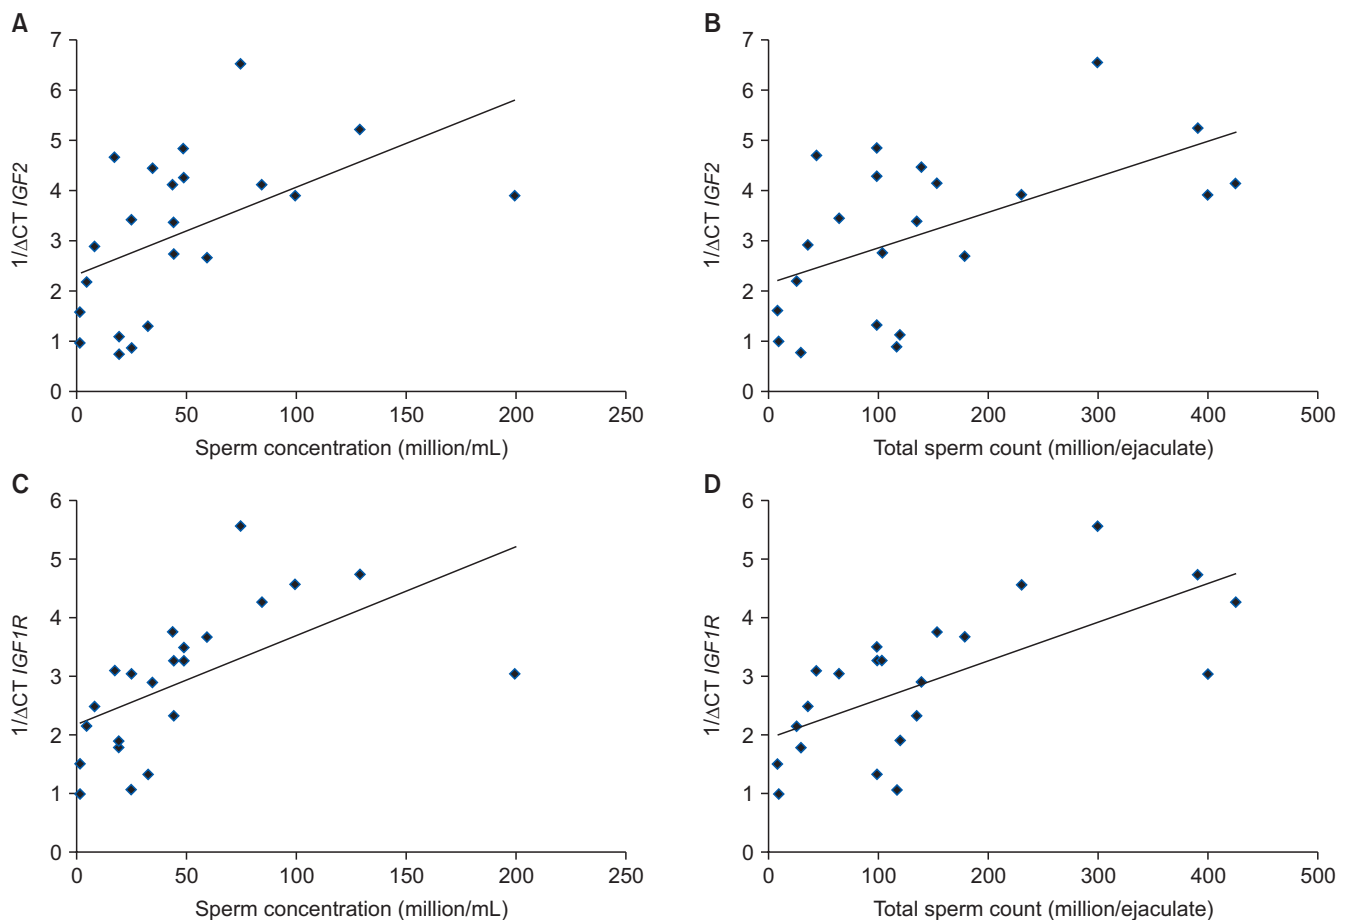 A
7
6
5
4
3
2
1
0
1/ΔCT IGF2
0 50 100 150 200 250
Sperm concentration (million/mL)
B
7
6
5
4
3
2
1
0
1/ΔCT IGF2
0 100 200 300 400 500
Total sperm count (million/ejaculate)
C
6
5
4
3
2
1
0
1/ΔCT IGF1R
0 50 100 150 200 250
Sperm concentration (million/mL)
D
6
5
4
3
2
1
0
1/ΔCT IGF1R
0 100 200 300 400 500
Total sperm count (million/ejaculate)